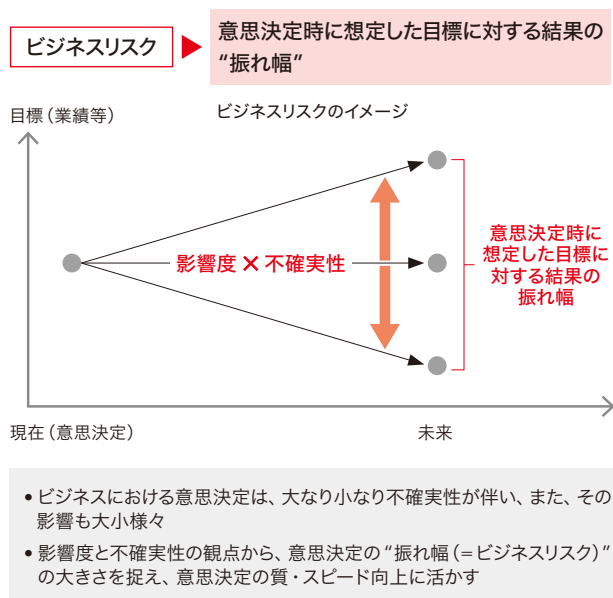 ビジネスリスク
意思決定時に想定した目標に対する結果の
“振れ幅”
目標（業績等）
ビジネスリスクのイメージ
影響度 × 不確実性
意思決定時に
想定した目標に
対する結果の
振れ幅
現在（意思決定）
未来
• ビジネスにおける意思決定は、大なり小なり不確実性が伴い、また、その
影響も大小様々
• 影響度と不確実性の観点から、意思決定の“振れ幅（＝ビジネスリスク）”
の大きさを捉え、意思決定の質・スピード向上に活かす